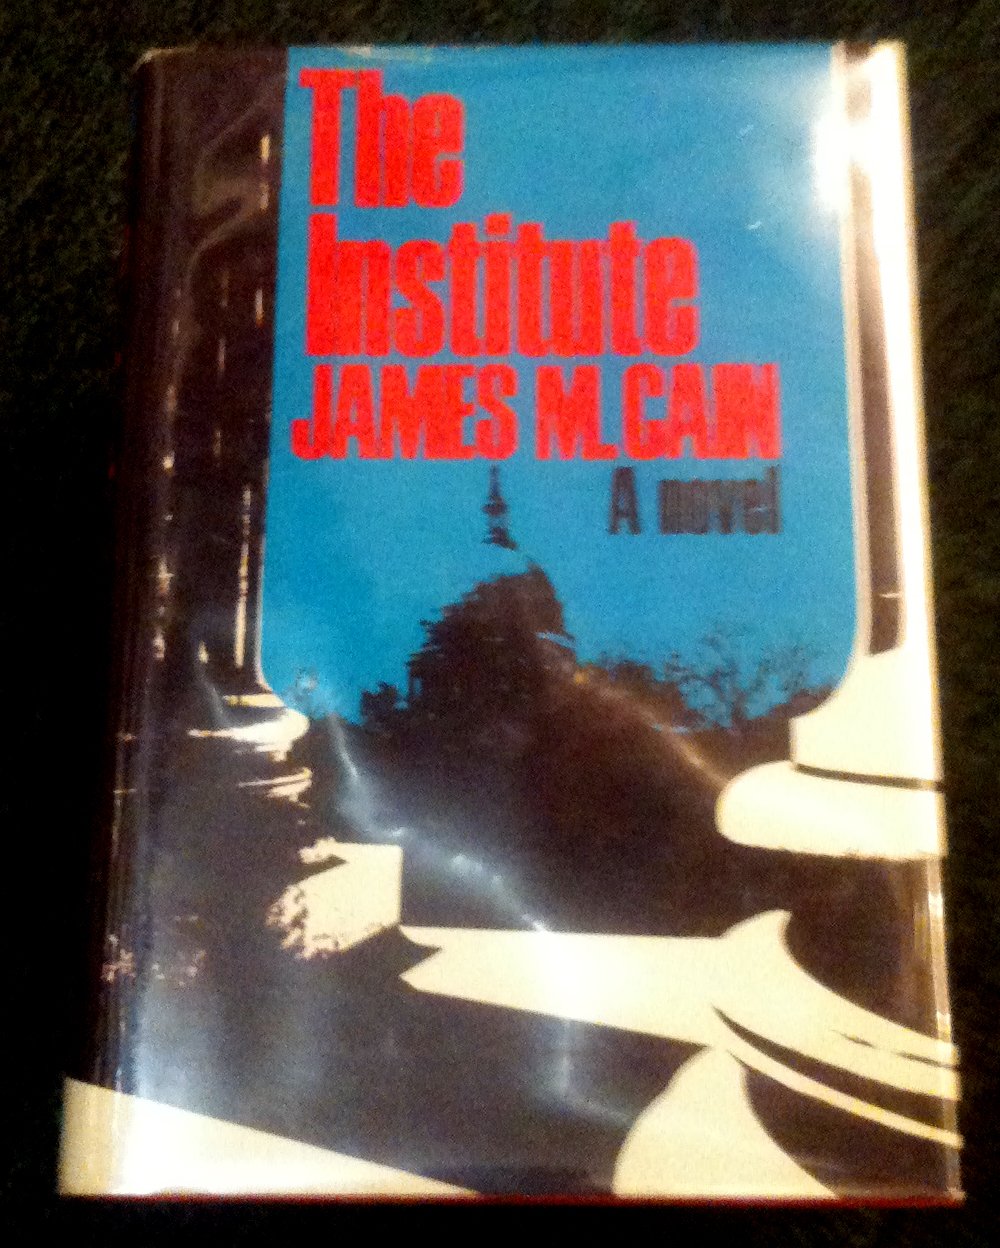 The
Institute
JAMES M. CAIN
A novel